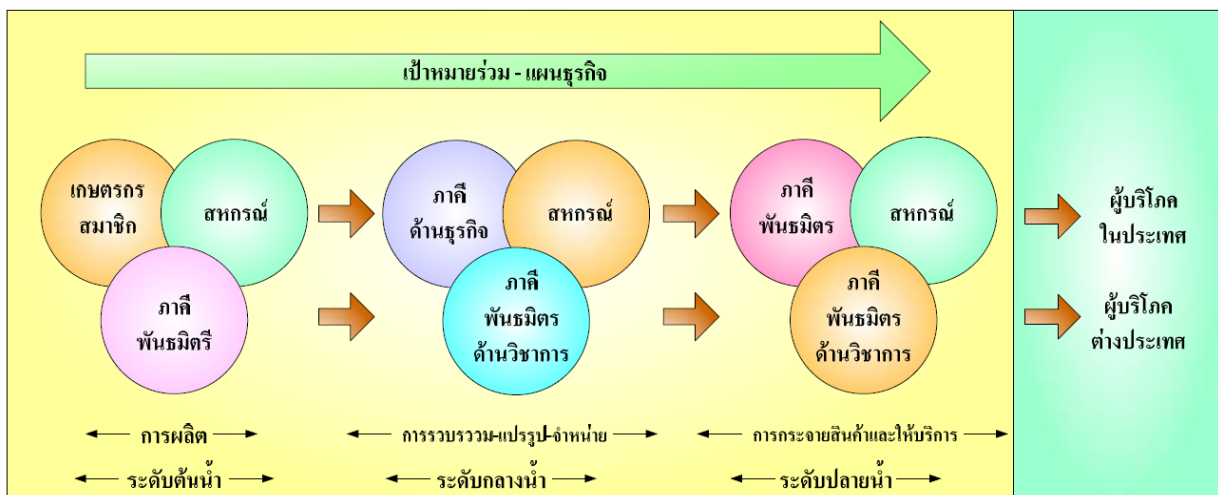 เป้าหมายร่วม - แผนธุรกิจ
เกษตรกร
สมาชิก
สหกรณ์
ภาคี
พันธมิตรี
ภาคี
ด้านธุรกิจ
สหกรณ์
ภาคี
พันธมิตร
ด้านวิชาการ
ภาคี
พันธมิตร
สหกรณ์
ภาคี
พันธมิตร
ด้านวิชาการ
ผู้บริโภค
ในประเทศ
ผู้บริโภค
ต่างประเทศ
การผลิต
การรวบรววม-แปรรูป-จำหน่าย
การกระจายสินค้าและให้บริการ
ระดับต้นน้ำ
ระดับกลางน้ำ
ระดับปลายน้ำ